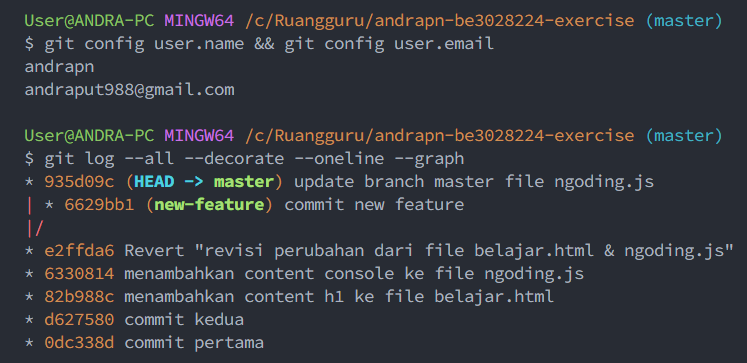 User@ANDRA-PC MINGW64 /c/Ruangguru/andrapn-be3028224-exercise (master)
$ git config user.name && git config user.email
andrapn
andraput988@gmail.com
User@ANDRA-PC MINGW64 /c/Ruangguru/andrapn-be3028224-exercise (master)
$ git log --all --decorate --oneline --graph
* 935d09c (HEAD -> master) update branch master file ngoding.js
| * 6629bb1 (new-feature) commit new feature
|/
* e2ffda6 Revert "revisi perubahan dari file belajar.html & ngoding.js"
* 6330814 menambahkan content console ke file ngoding.js
* 82b988c menambahkan content h1 ke file belajar.html
* d627580 commit kedua
* 0dc338d commit pertama